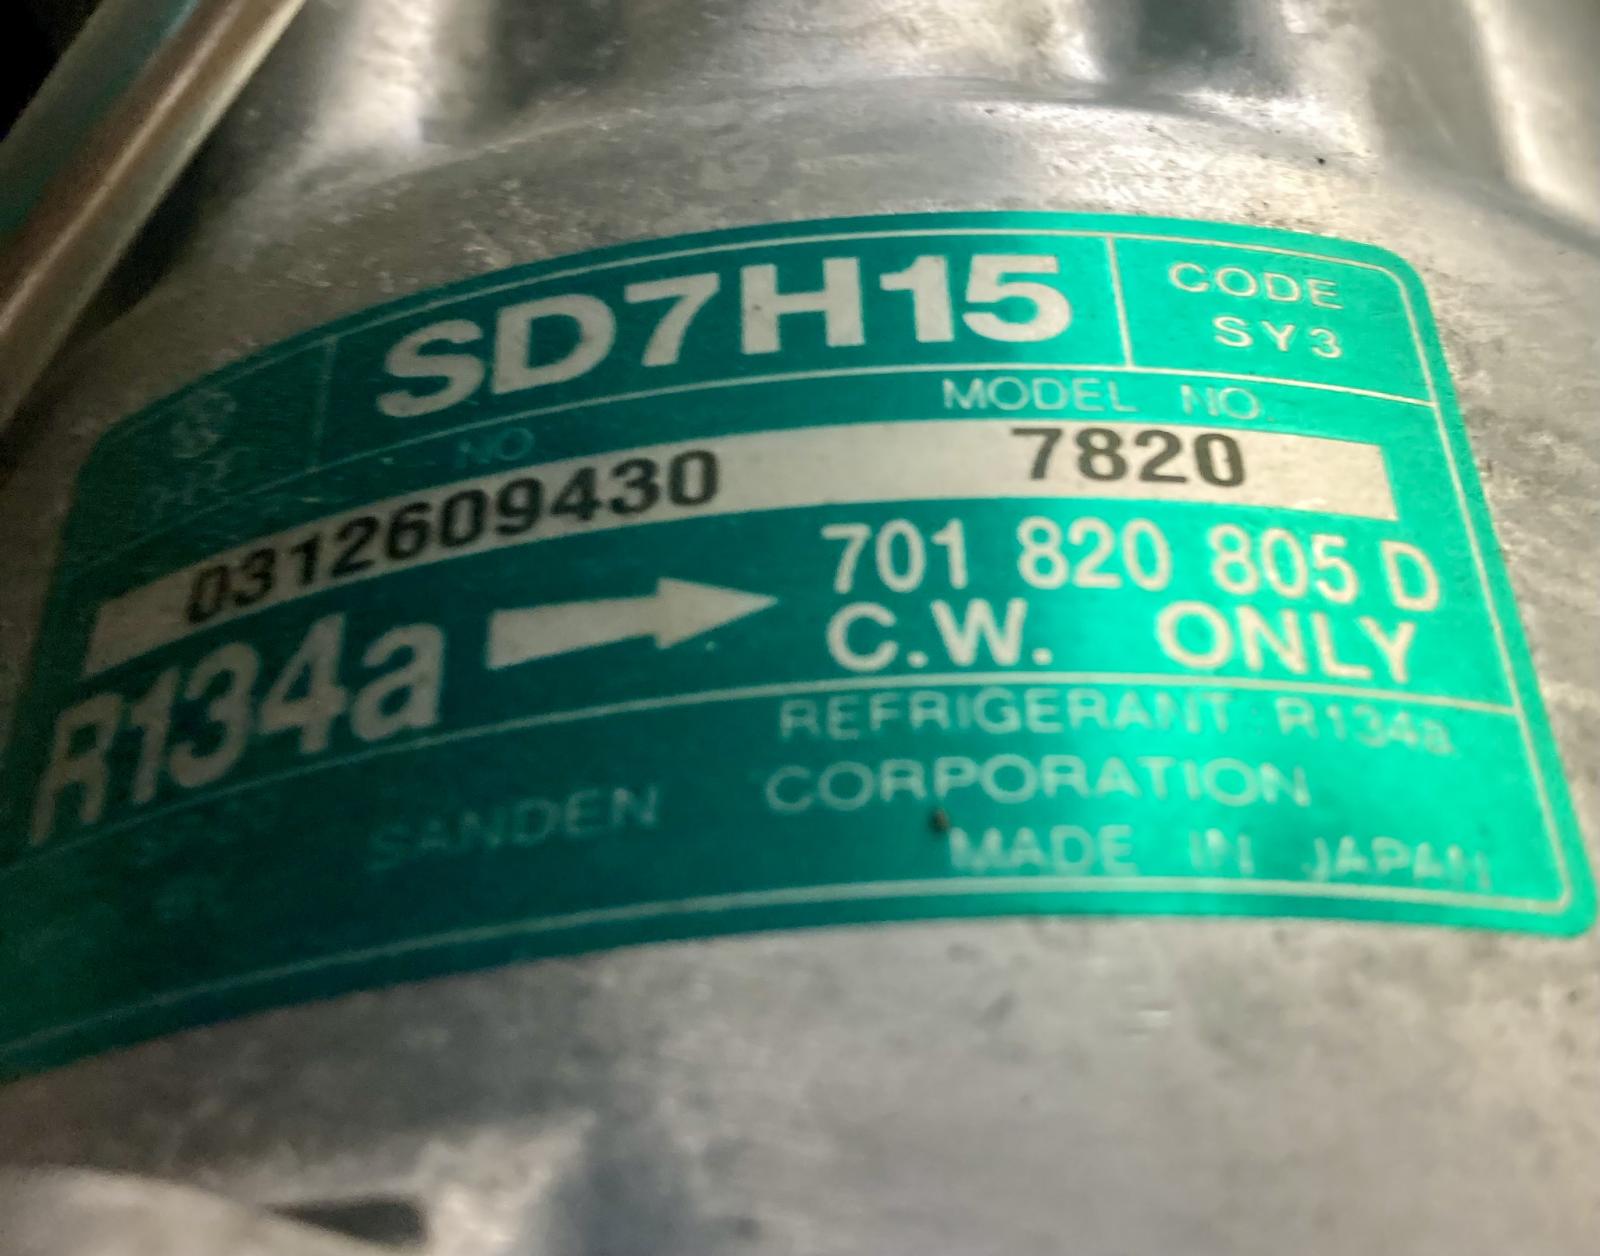 SD7H15
CODE
SY3
NO.
MODEL NO.
0312609430
7820
R134a
701 820 805 D
C.W. ONLY
REFRIGERANT : R134a
SANDEN CORPORATION
MADE IN JAPAN